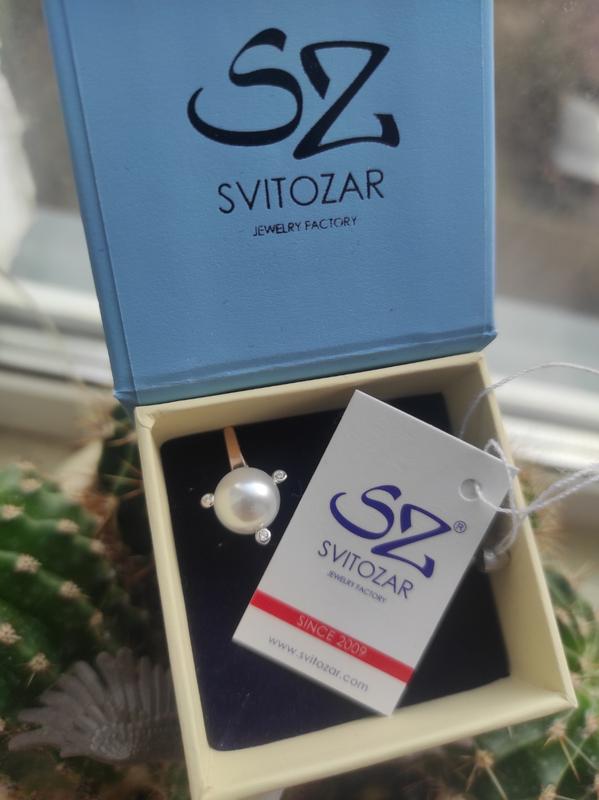 SZ
SVITOZAR
JEWELRY FACTORY
SZ®
SVITOZAR
JEWELRY FACTORY
SINCE 2009
www.svitozar.com